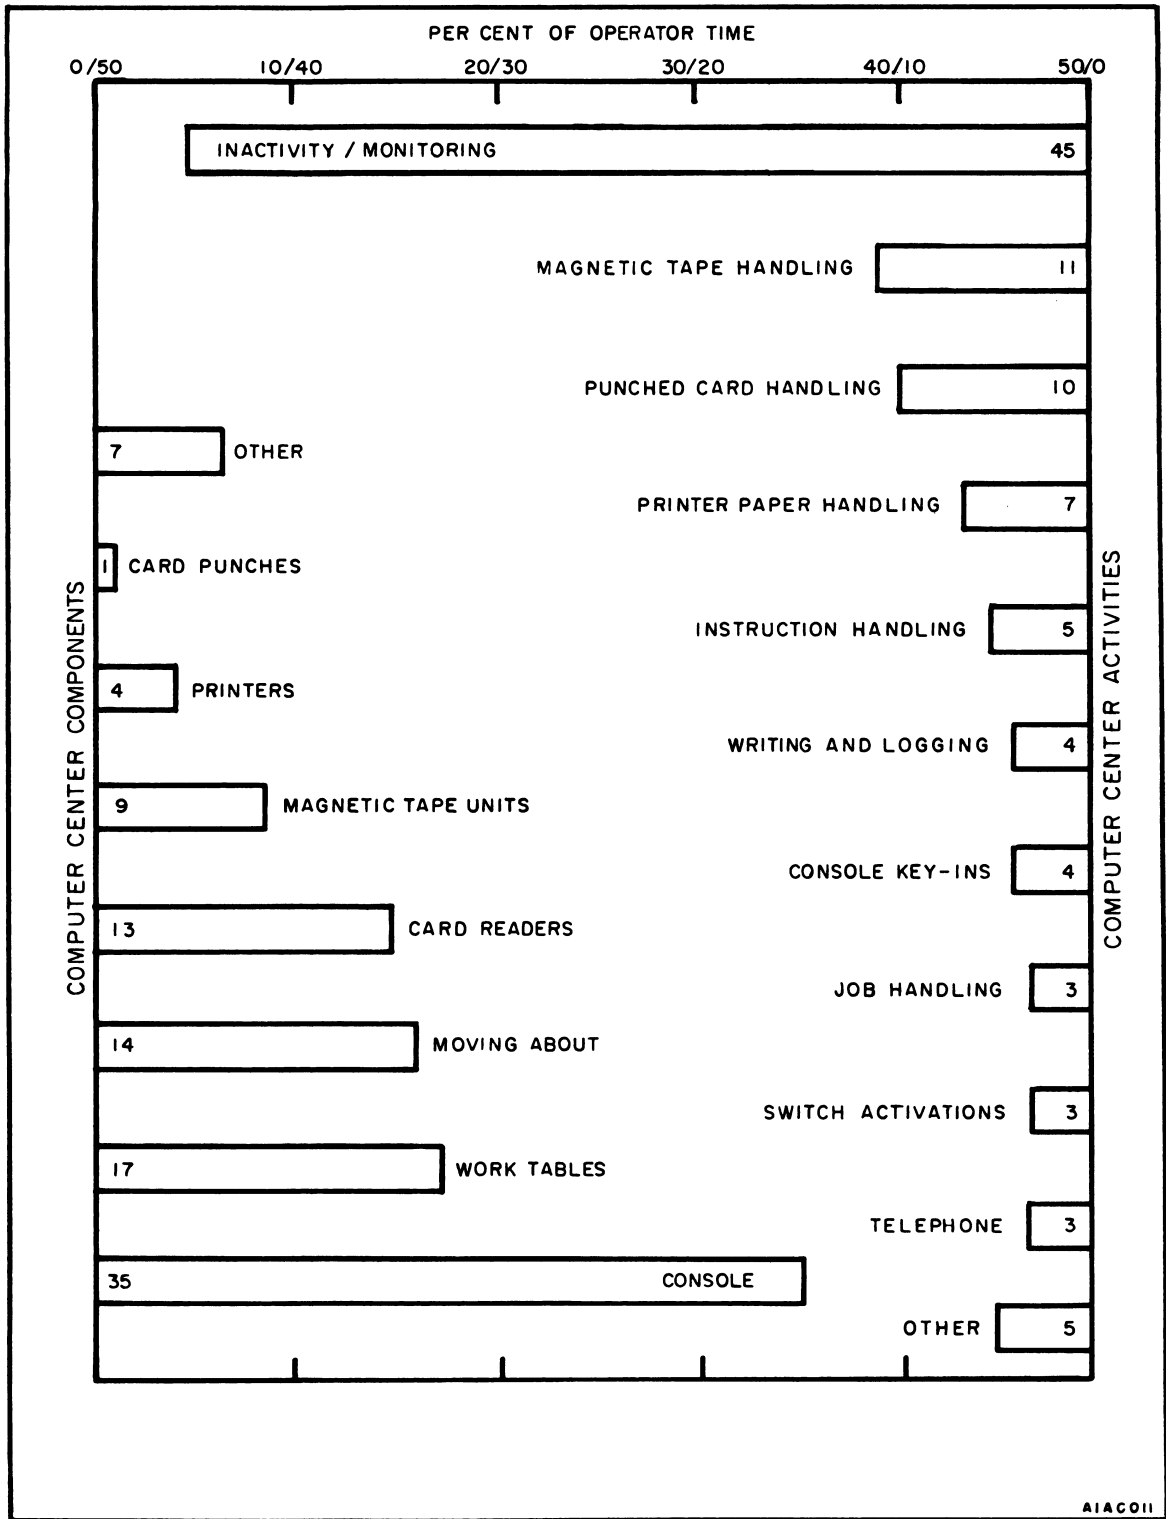 PER CENT OF OPERATOR TIME
0/50 10/40 20/30 30/20 40/10 50/0
INACTIVITY / MONITORING 45
MAGNETIC TAPE HANDLING 11
PUNCHED CARD HANDLING 10
7 OTHER
PRINTER PAPER HANDLING 7
1 CARD PUNCHES
INSTRUCTION HANDLING 5
4 PRINTERS
WRITING AND LOGGING 4
9 MAGNETIC TAPE UNITS
CONSOLE KEY-INS 4
13 CARD READERS
JOB HANDLING 3
14 MOVING ABOUT
SWITCH ACTIVATIONS 3
17 WORK TABLES
TELEPHONE 3
35 CONSOLE
OTHER 5
COMPUTER CENTER COMPONENTS
COMPUTER CENTER ACTIVITIES
A1AC011